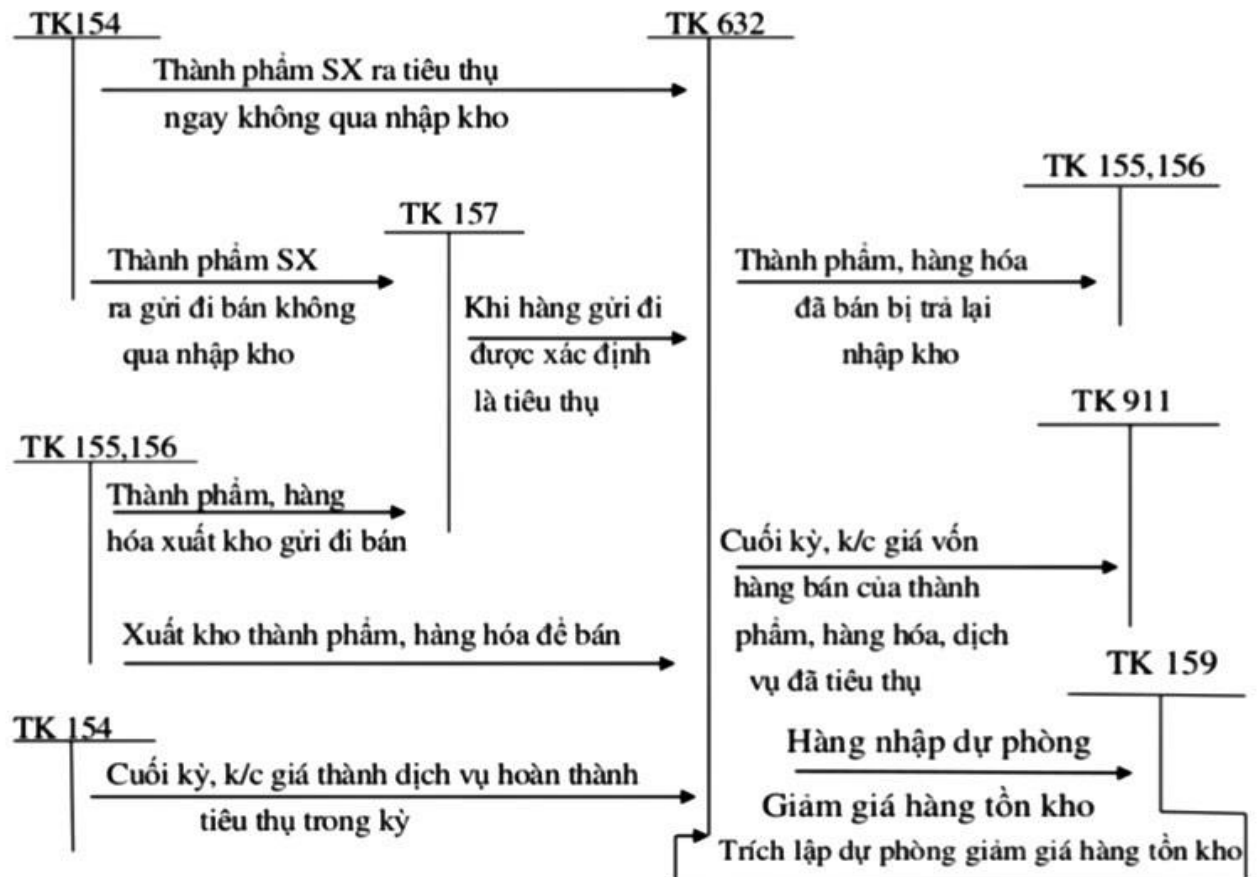 TK154
TK 632
Thành phẩm SX ra tiêu thụ
ngay không qua nhập kho
TK 155,156
TK 157
Thành phẩm SX
ra gửi đi bán không
qua nhập kho
Khi hàng gửi đi
được xác định
là tiêu thụ
Thành phẩm, hàng hóa
đã bán bị trả lại
nhập kho
TK 911
TK 155,156
Thành phẩm, hàng
hóa xuất kho gửi đi bán
Cuối kỳ, k/c giá vốn
hàng bán của thành
phẩm, hàng hóa, dịch
vụ đã tiêu thụ
Xuất kho thành phẩm, hàng hóa để bán
TK 159
TK 154
Cuối kỳ, k/c giá thành dịch vụ hoàn thành
tiêu thụ trong kỳ
Hàng nhập dự phòng
Giảm giá hàng tồn kho
Trích lập dự phòng giảm giá hàng tồn kho